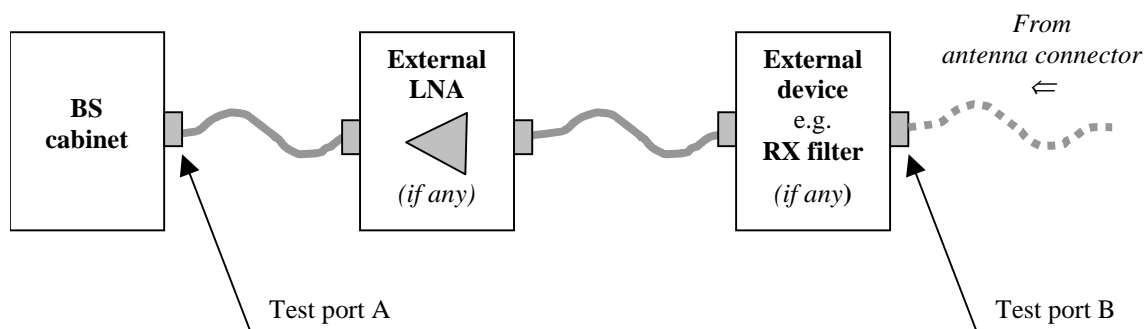 BS
cabinet
External
LNA
(if any)
External
device
e.g.
RX filter
(if any)
From
antenna connector
⇐
Test port A
Test port B